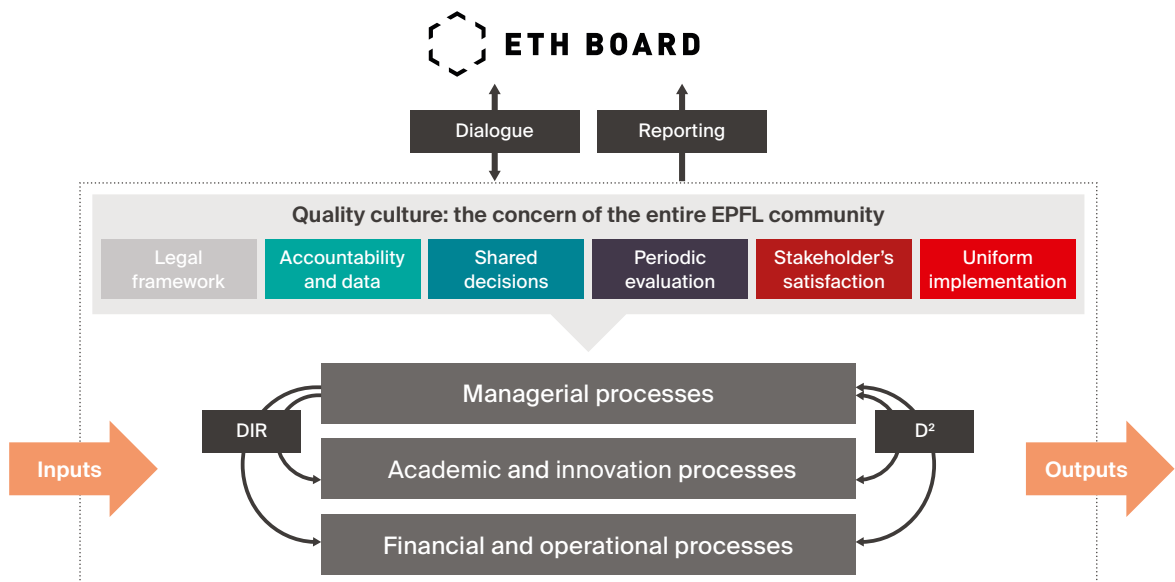 ETH BOARD
Dialogue
Reporting
Quality culture: the concern of the entire EPFL community
Legal
framework
Accountability
and data
Shared
decisions
Periodic
evaluation
Stakeholder’s
satisfaction
Uniform
implementation
Managerial processes
DIR
D²
Inputs
Academic and innovation processes
Outputs
Financial and operational processes